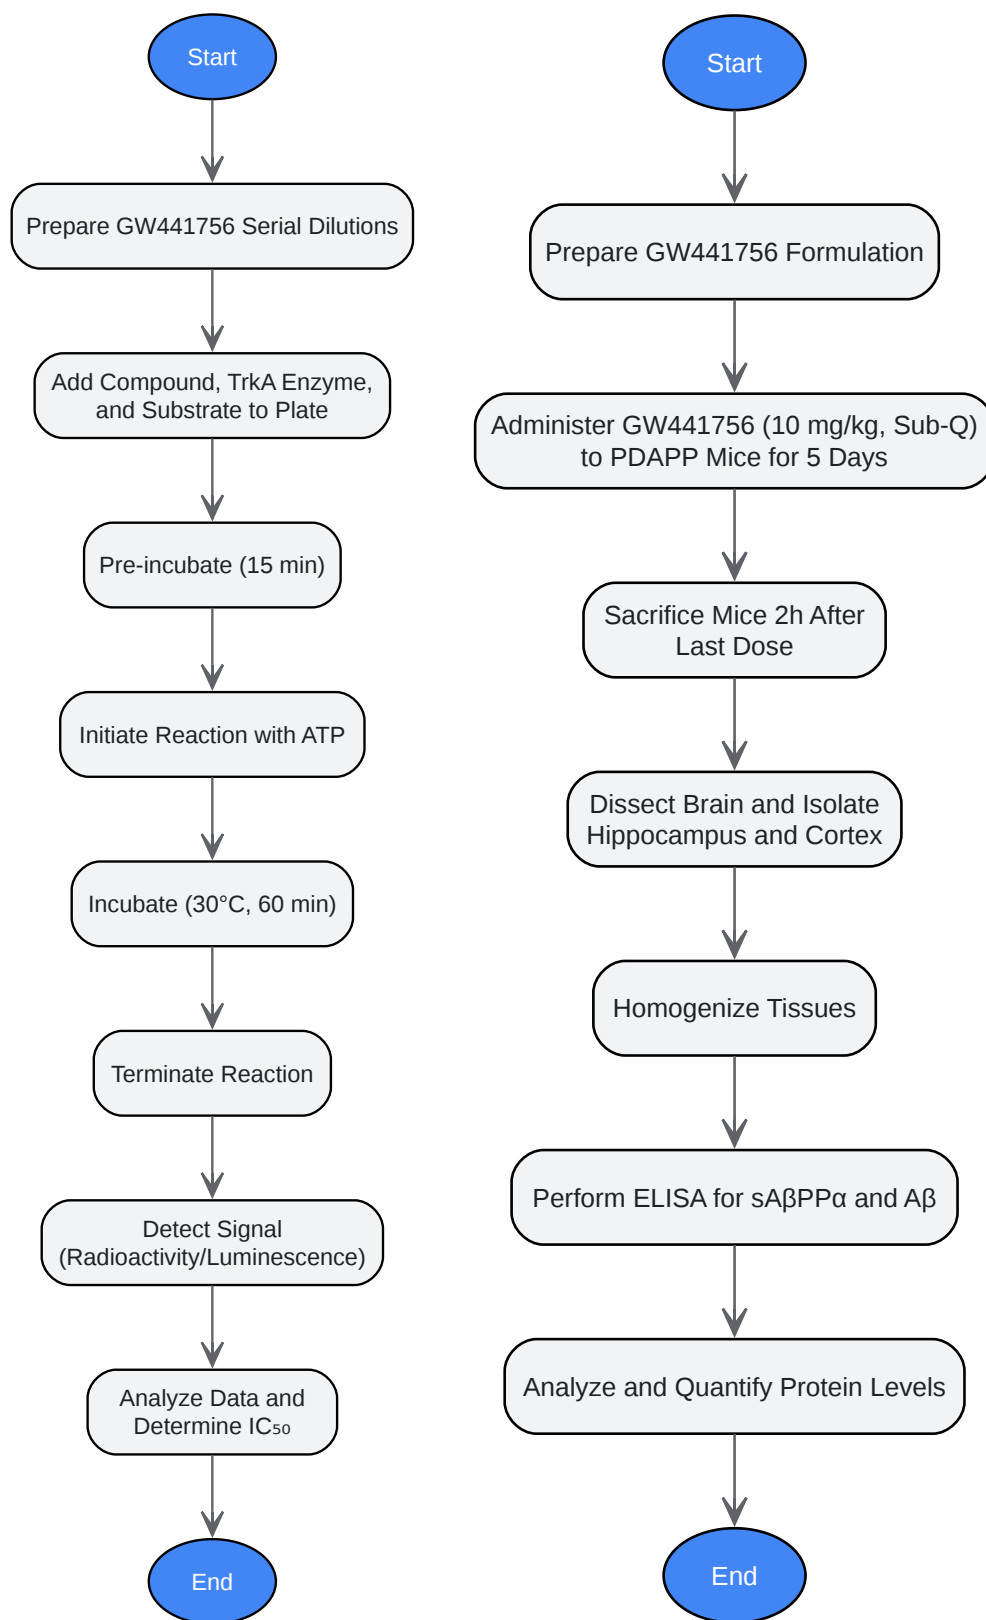 Start
Prepare GW441756 Serial Dilutions
Add Compound, TrkA Enzyme,
and Substrate to Plate
Pre-incubate (15 min)
Initiate Reaction with ATP
Incubate (30°C, 60 min)
Terminate Reaction
Detect Signal
(Radioactivity/Luminescence)
Analyze Data and
Determine IC₅₀
End
Start
Prepare GW441756 Formulation
Administer GW441756 (10 mg/kg, Sub-Q)
to PDAPP Mice for 5 Days
Sacrifice Mice 2h After
Last Dose
Dissect Brain and Isolate
Hippocampus and Cortex
Homogenize Tissues
Perform ELISA for sAβPPα and Aβ
Analyze and Quantify Protein Levels
End